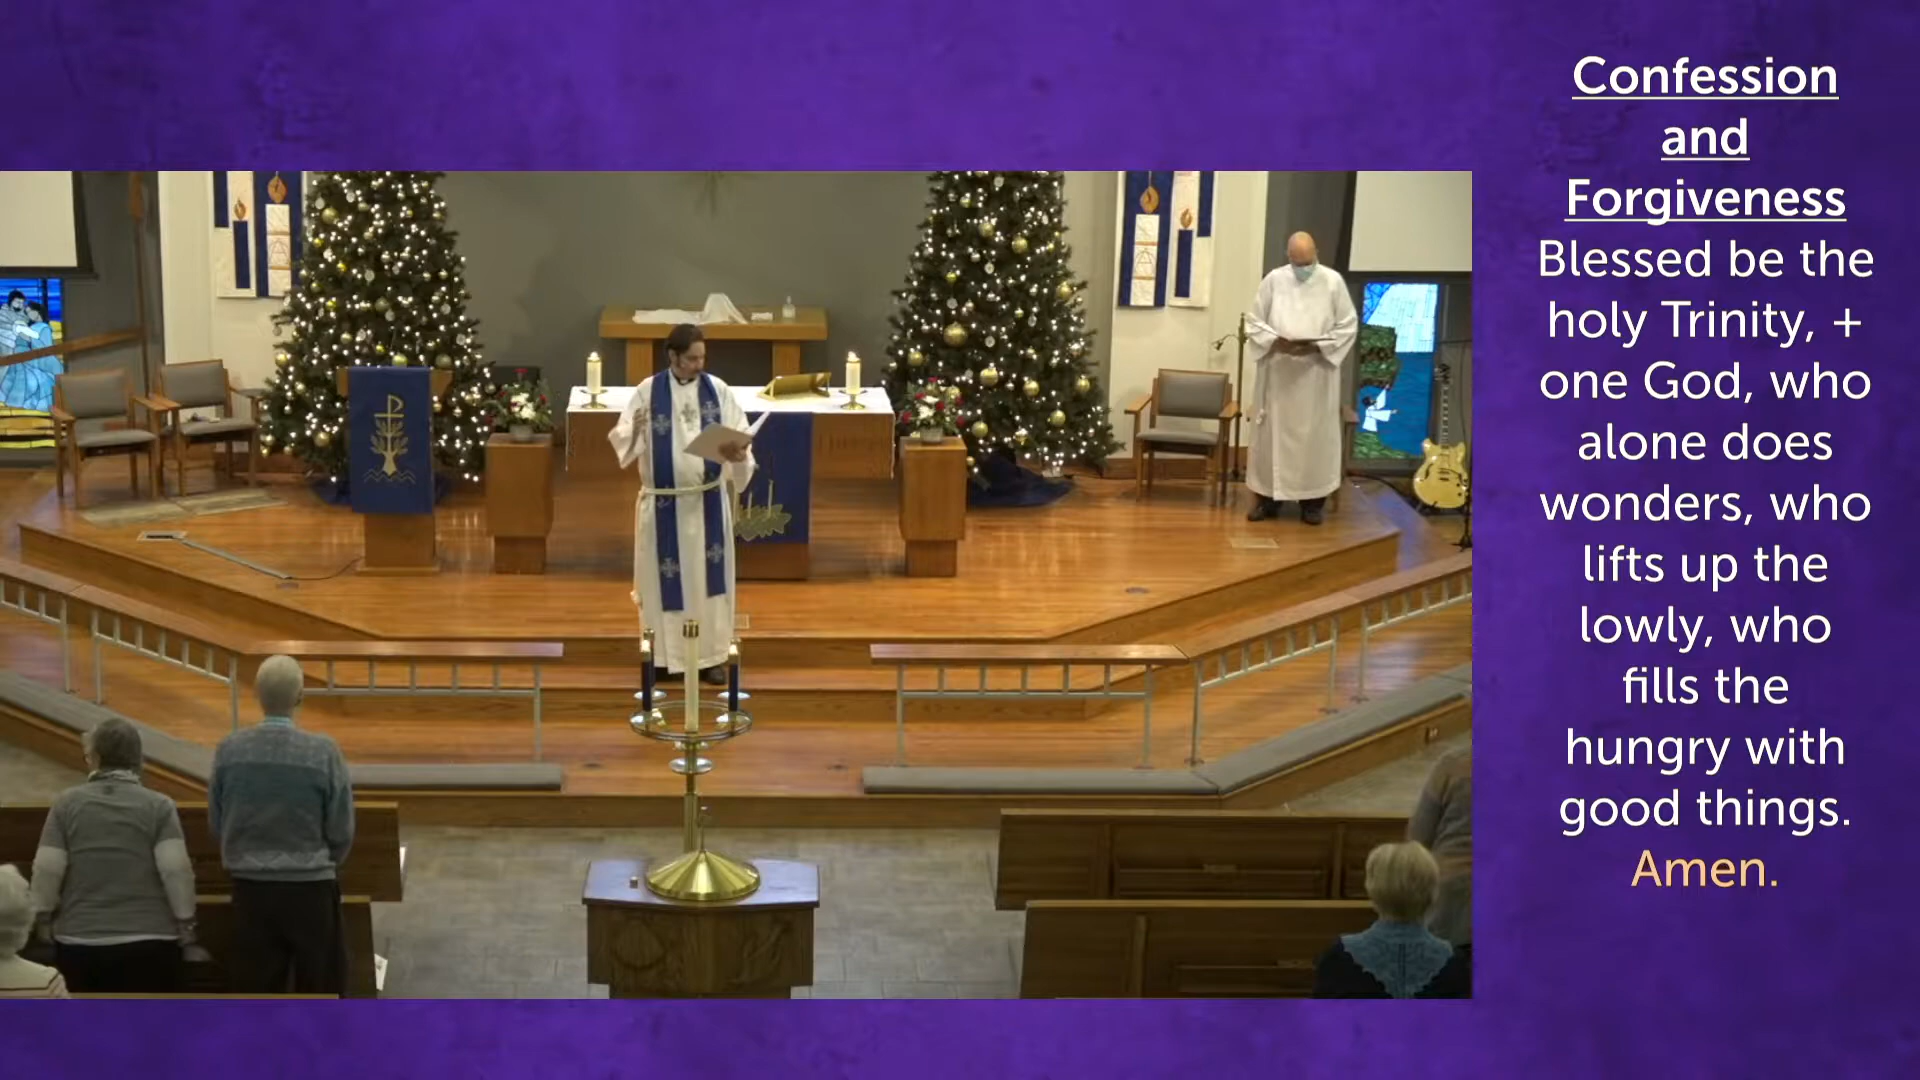 Confession
and
Forgiveness
Blessed be the
holy Trinity, +
one God, who
alone does
wonders, who
lifts up the
lowly, who
fills the
hungry with
good things.
Amen.